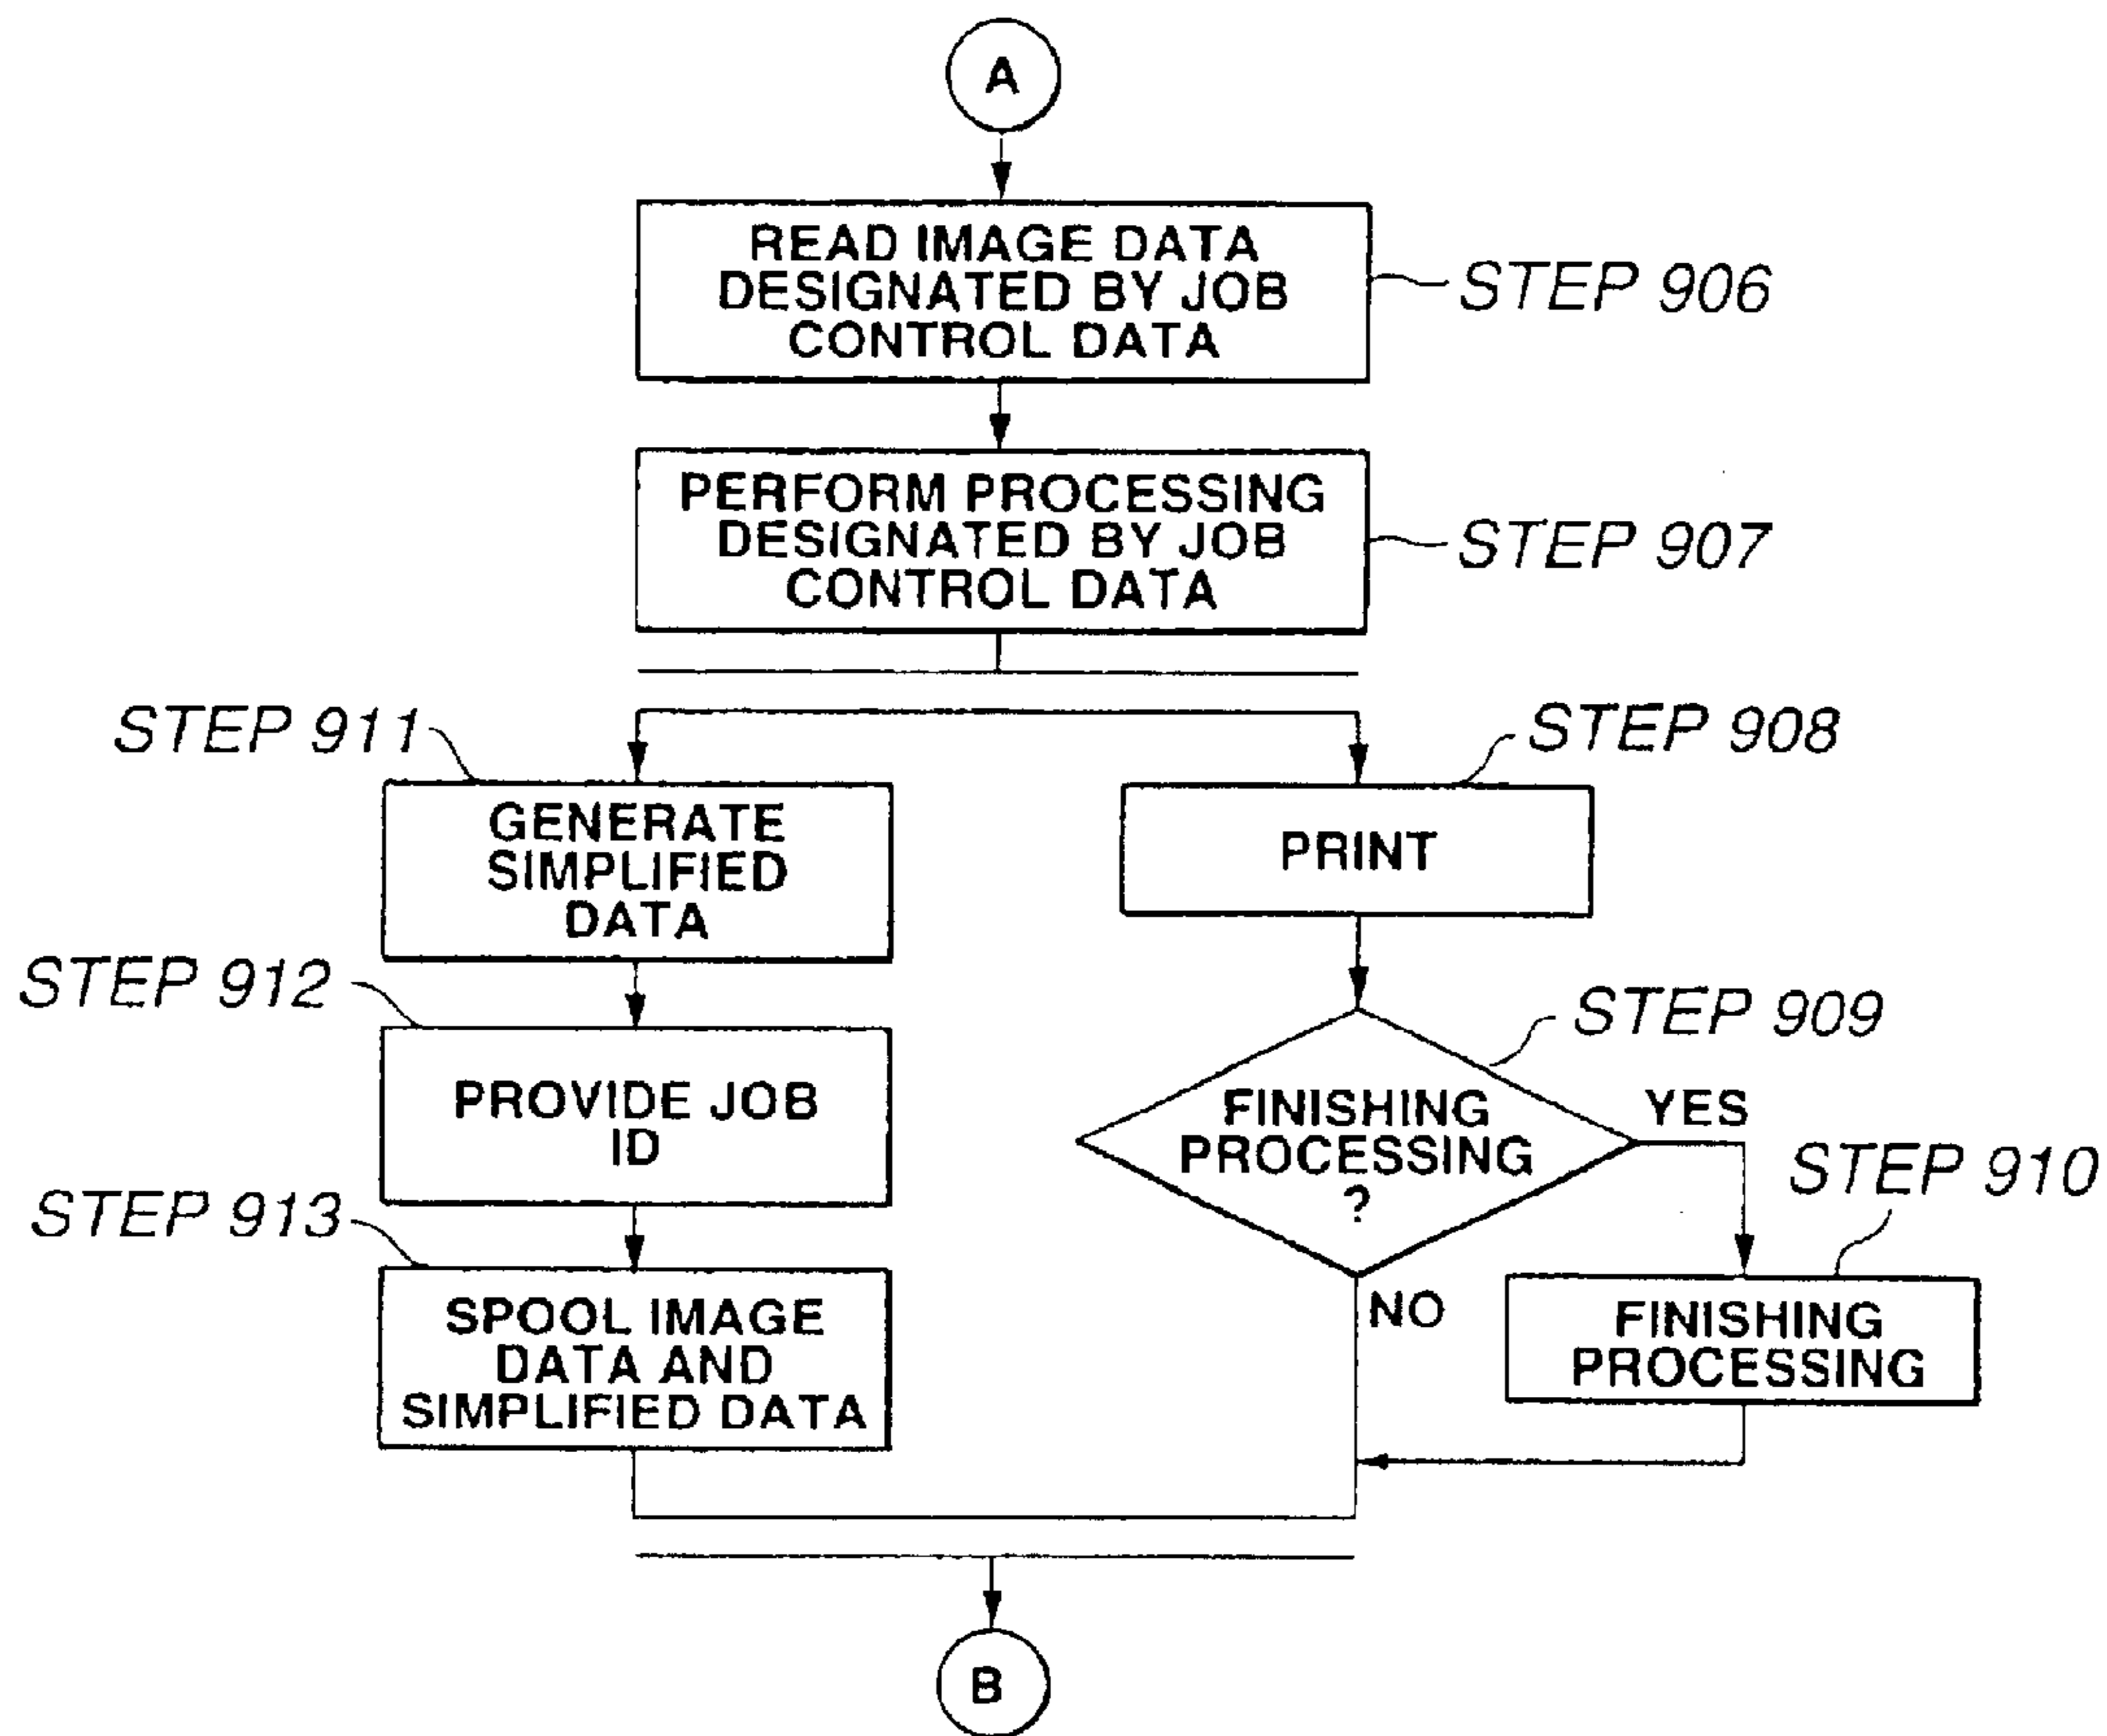 A
READ IMAGE DATA
DESIGNATED BY JOB
CONTROL DATA
STEP 906
PERFORM PROCESSING
DESIGNATED BY JOB
CONTROL DATA
STEP 907
STEP 911
GENERATE
SIMPLIFIED
DATA
STEP 908
PRINT
STEP 912
PROVIDE JOB
ID
STEP 909
FINISHING
PROCESSING
?
YES
NO
STEP 910
FINISHING
PROCESSING
STEP 913
SPOOL IMAGE
DATA AND
SIMPLIFIED DATA
B